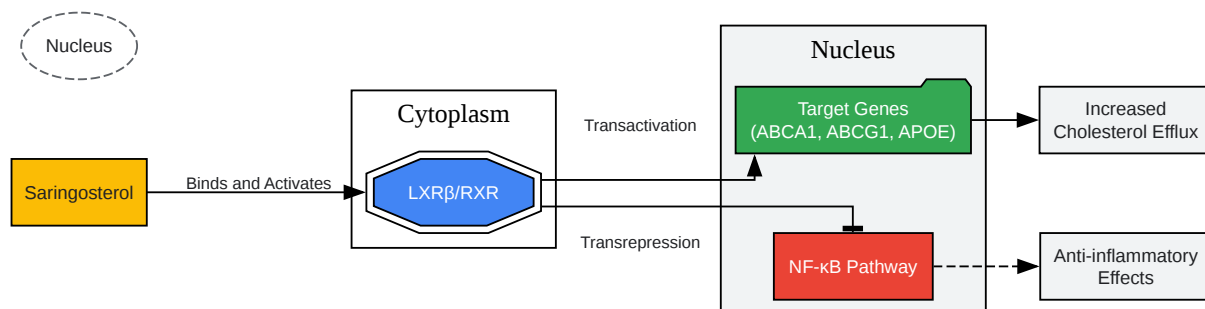 Nucleus
Saringosterol
Binds and Activates
Cytoplasm
LXRβ/RXR
Transactivation
Transrepression
Nucleus
Target Genes
(ABCA1, ABCG1, APOE)
NF-κB Pathway
Increased
Cholesterol Efflux
Anti-inflammatory
Effects